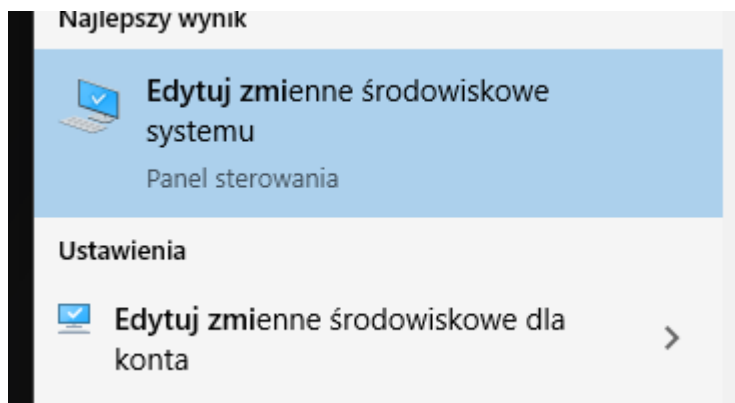 Najlepszy wynik
Edytuj zmienne środowiskowe
systemu
Panel sterowania
Ustawienia
Edytuj zmienne środowiskowe dla
konta